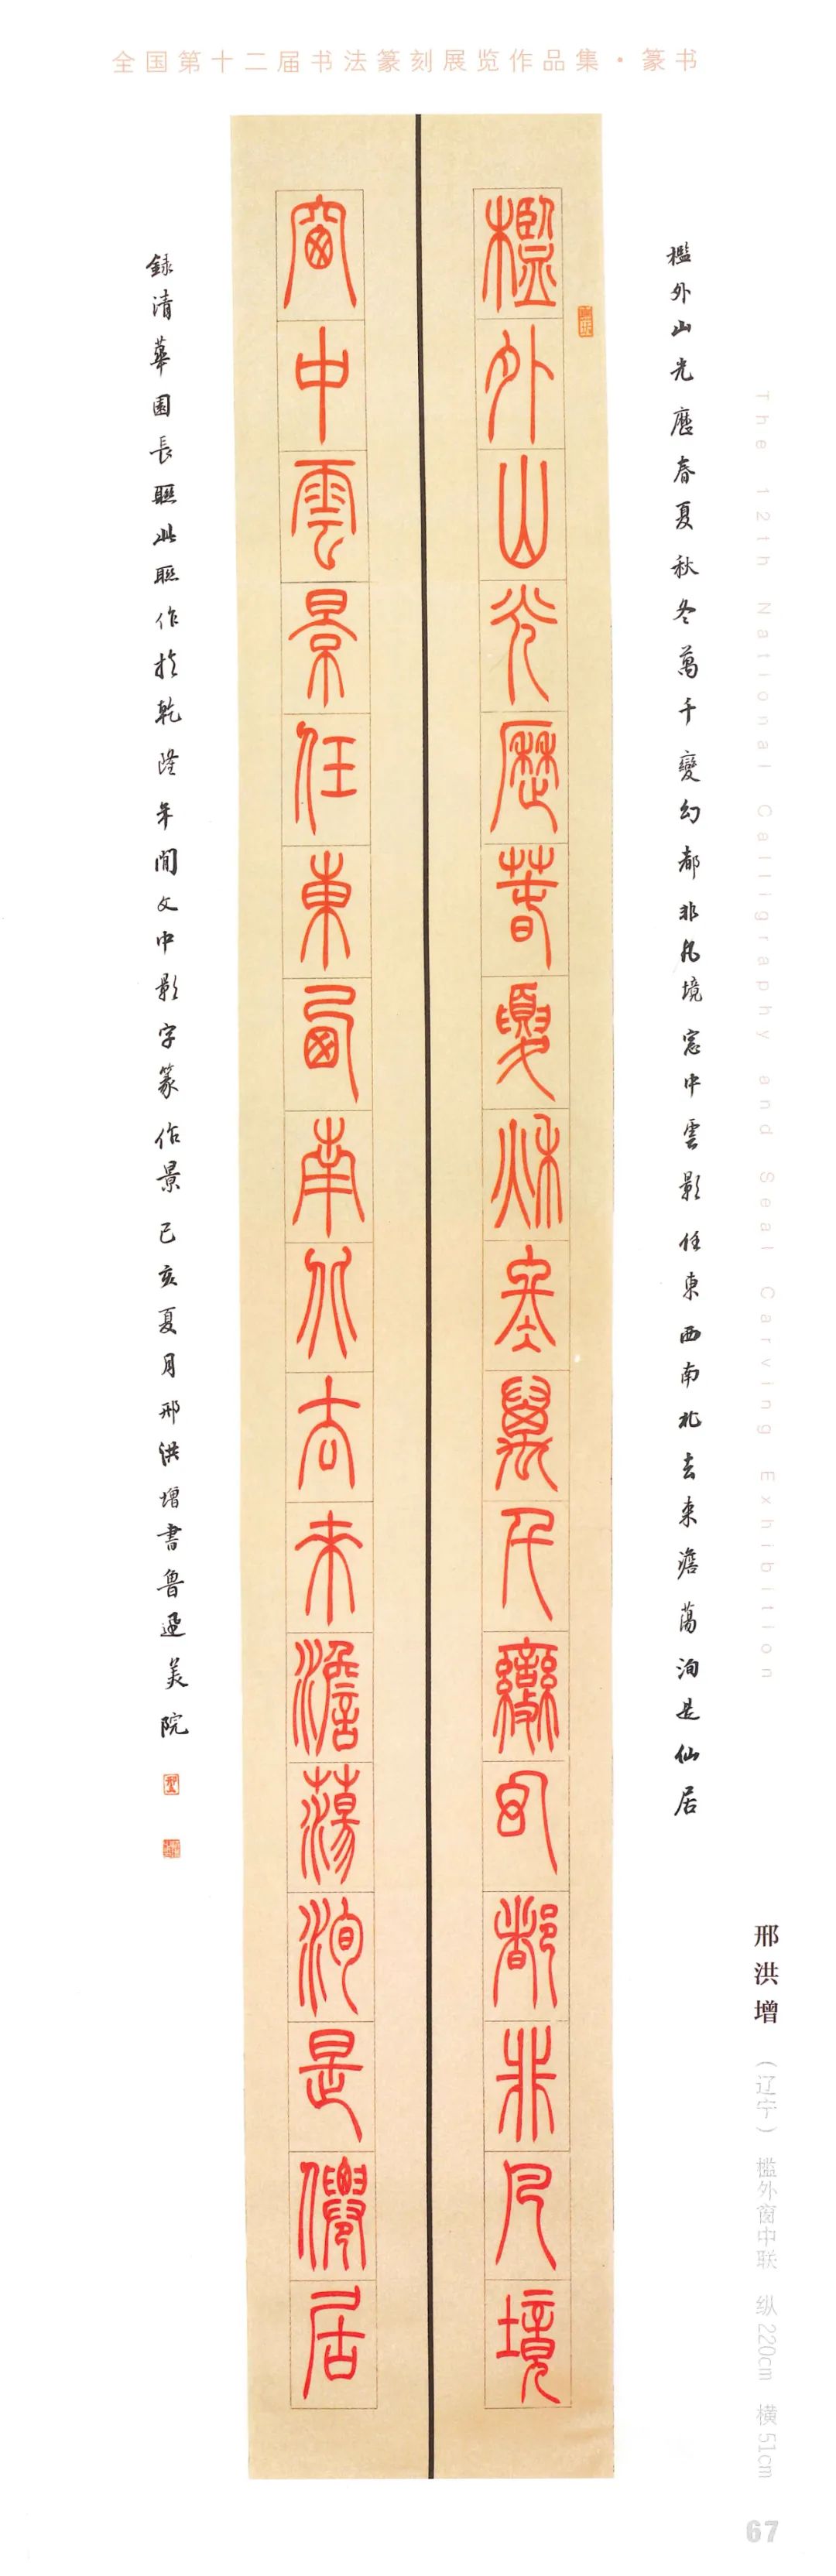 全国第十二届书法篆刻展览作品集·篆书
The 12th National Calligraphy and Seal Carving Exhibition
檻外山光歷春夏秋冬萬千變幻都非凡境窓中雲影任東西南北去來澹蕩洵是仙居
檻外山光歷萅夏秌冬萬千變幻都非凡境
窗中雲景任東西南北去來澹蕩洵是僊居
録清華園長聯此聯作於乾隆年間文中影字篆作景己亥夏月邢洪增書魯迅美院
邢洪增
（辽宁） 槛外窗中联 纵220cm 横51cm
67